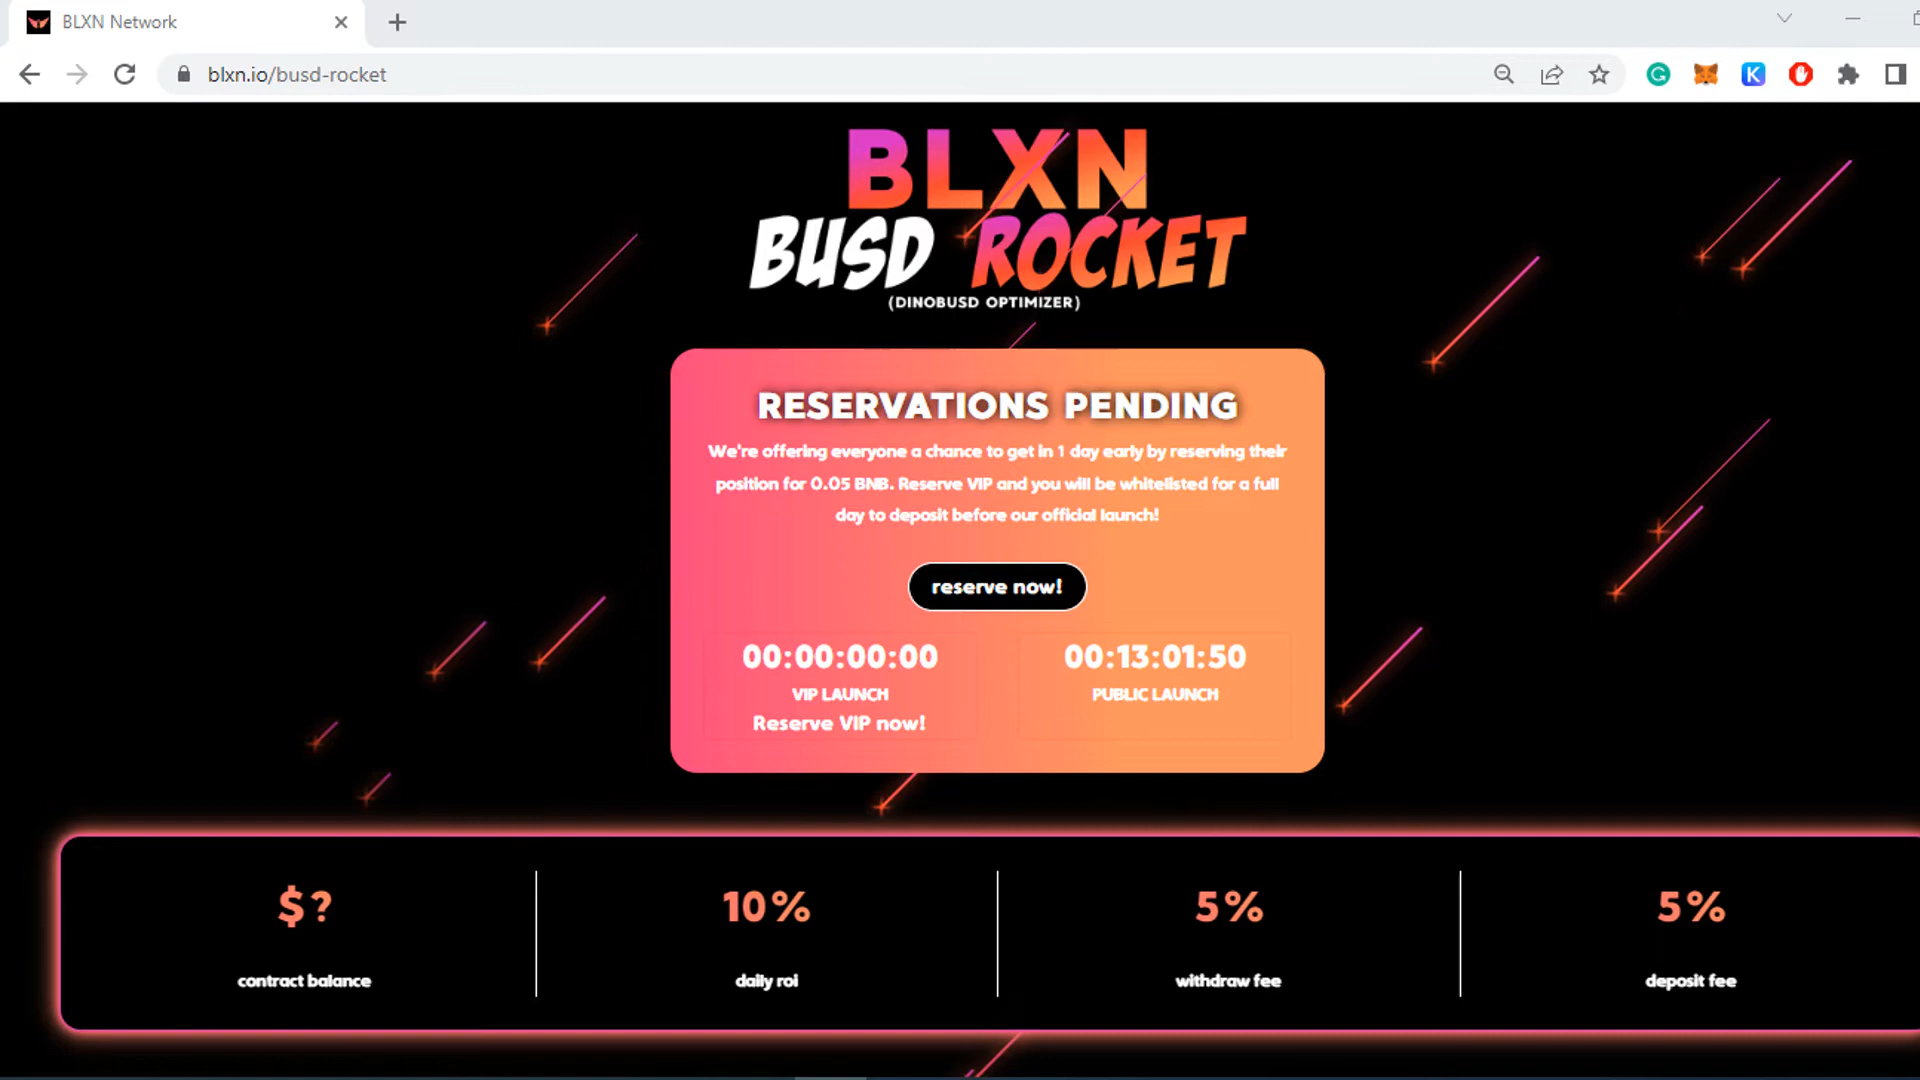 BLXN Network
blxn.io/busd-rocket
BLXN
BUSD ROCKET
(DINOBUSD OPTIMIZER)
RESERVATIONS PENDING
We're offering everyone a chance to get in 1 day early by reserving their
position for 0.05 BNB. Reserve VIP and you will be whitelisted for a full
day to deposit before our official launch!
reserve now!
00:00:00:00
VIP LAUNCH
Reserve VIP now!
00:13:01:50
PUBLIC LAUNCH
$?
contract balance
10%
daily roi
5%
withdraw fee
5%
deposit fee